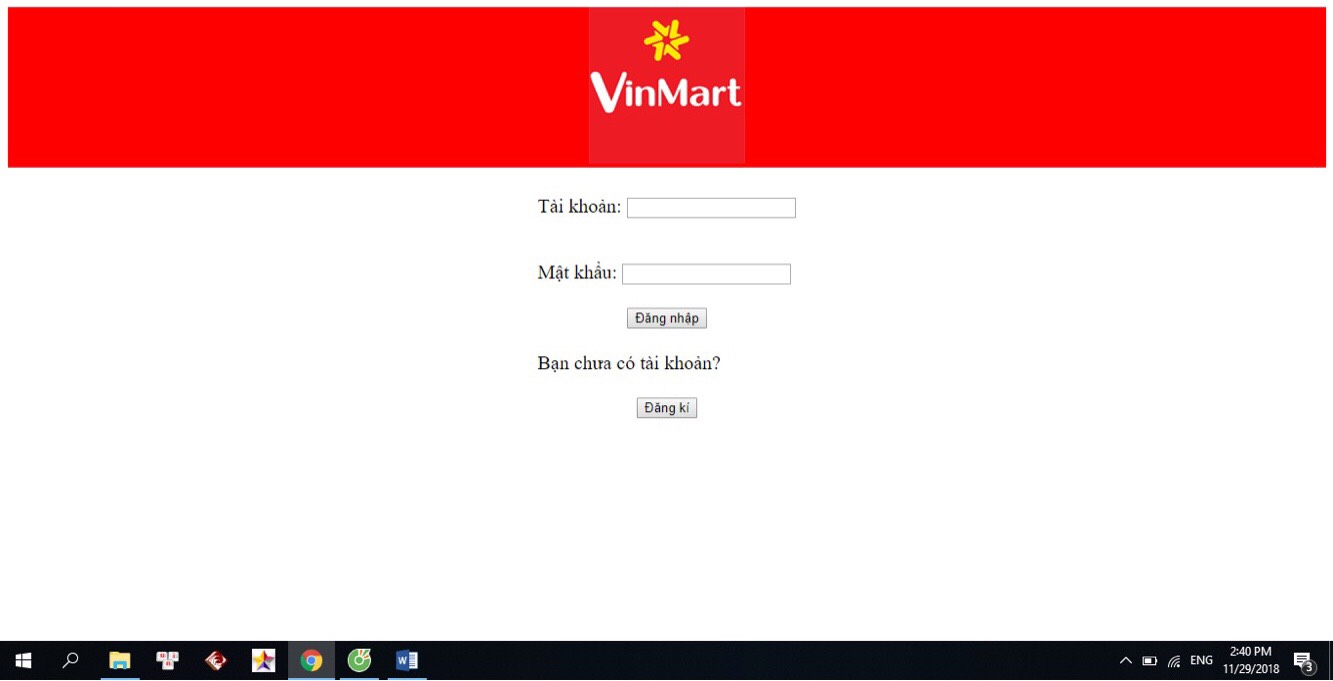 VinMart
Tài khoản:
Mật khẩu:
Đăng nhập
Bạn chưa có tài khoản?
Đăng kí
ENG
2:40 PM
11/29/2018
3